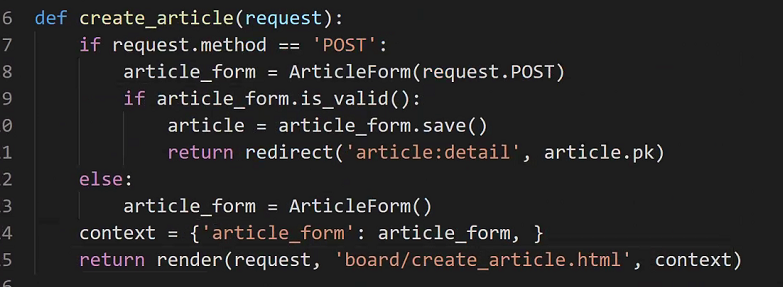 6 def create_article(request):
7     if request.method == 'POST':
8         article_form = ArticleForm(request.POST)
9         if article_form.is_valid():
0             article = article_form.save()
1             return redirect('article:detail', article.pk)
2     else:
3         article_form = ArticleForm()
4     context = {'article_form': article_form, }
5     return render(request, 'board/create_article.html', context)
6